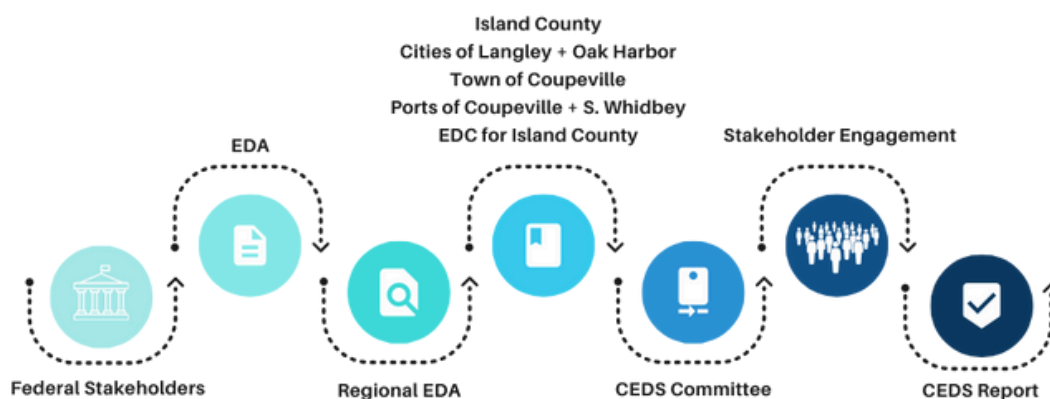 Island County
Cities of Langley + Oak Harbor
Town of Coupeville
Ports of Coupeville + S. Whidbey
EDC for Island County
EDA
Stakeholder Engagement
Federal Stakeholders
Regional EDA
CEDS Committee
CEDS Report